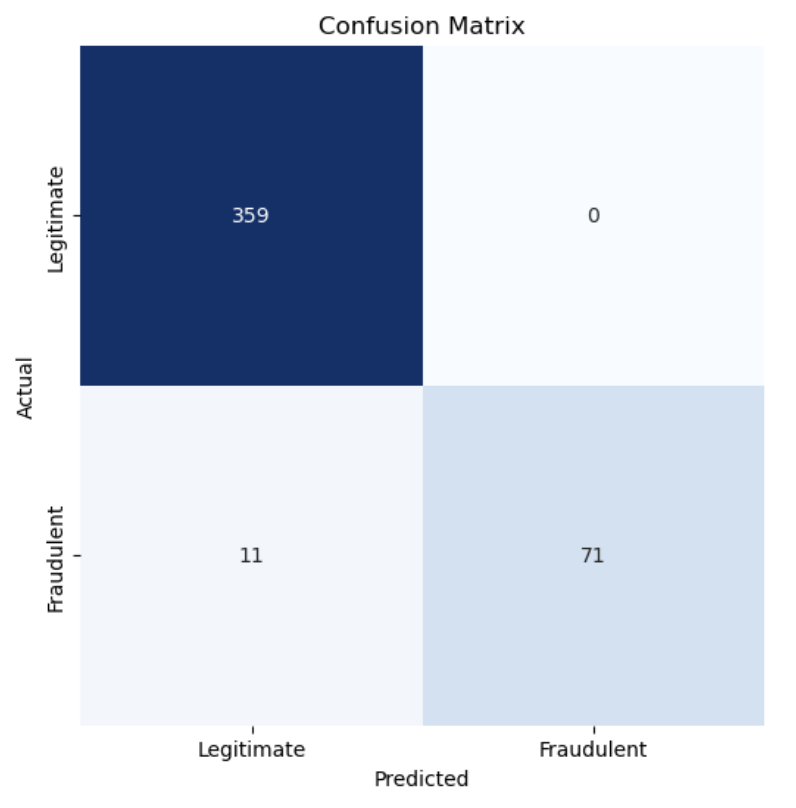 Confusion Matrix
Legitimate
359
0
Actual
Fraudulent
11
71
Legitimate
Fraudulent
Predicted